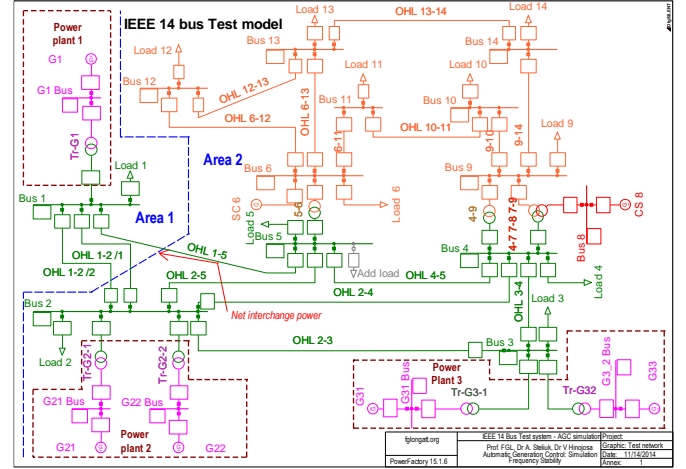 IEEE 14 bus Test model
Power
plant 1
G1
G1 Bus
Tr-G1
Load 1
Bus 1
Area 1
Area 2
Load 12
Bus 12
OHL 12-13
OHL 6-12
Load 13
Bus 13
OHL 13-14
OHL 6-13
Load 14
Bus 14
Load 11
Bus 11
6-11
Load 10
Bus 10
OHL 10-11
9-10
9-14
Load 9
Bus 9
Bus 6
SC 6
Load 6
5-6
Load 5
Bus 5
Add load
4-9
4-7
7-8
7-9
CS 8
Bus 8
Bus 4
Load 4
OHL 1-5
OHL 1-2 /1
OHL 1-2 /2
OHL 2-5
OHL 4-5
OHL 2-4
OHL 3-4
Net interchange power
Bus 2
Load 2
OHL 2-3
Bus 3
Load 3
Tr-G2-1
Tr-G2-2
G21 Bus
G22 Bus
G21
G22
Power
plant 2
Power
Plant 3
G31
G31 Bus
Tr-G3-1
Tr-G32
G3_2 Bus
G33
fglongatt.org
PowerFactory 15.1.6
IEEE 14 Bus Test system - AGC simulation
Prof. FGL, Dr A. Steliuk, Dr V Hinojosa
Automatic Generation Control: Simulation
Frequency Stability
Project:
Graphic: Test network
Date: 11/14/2014
Annex: 1
DIgSILENT